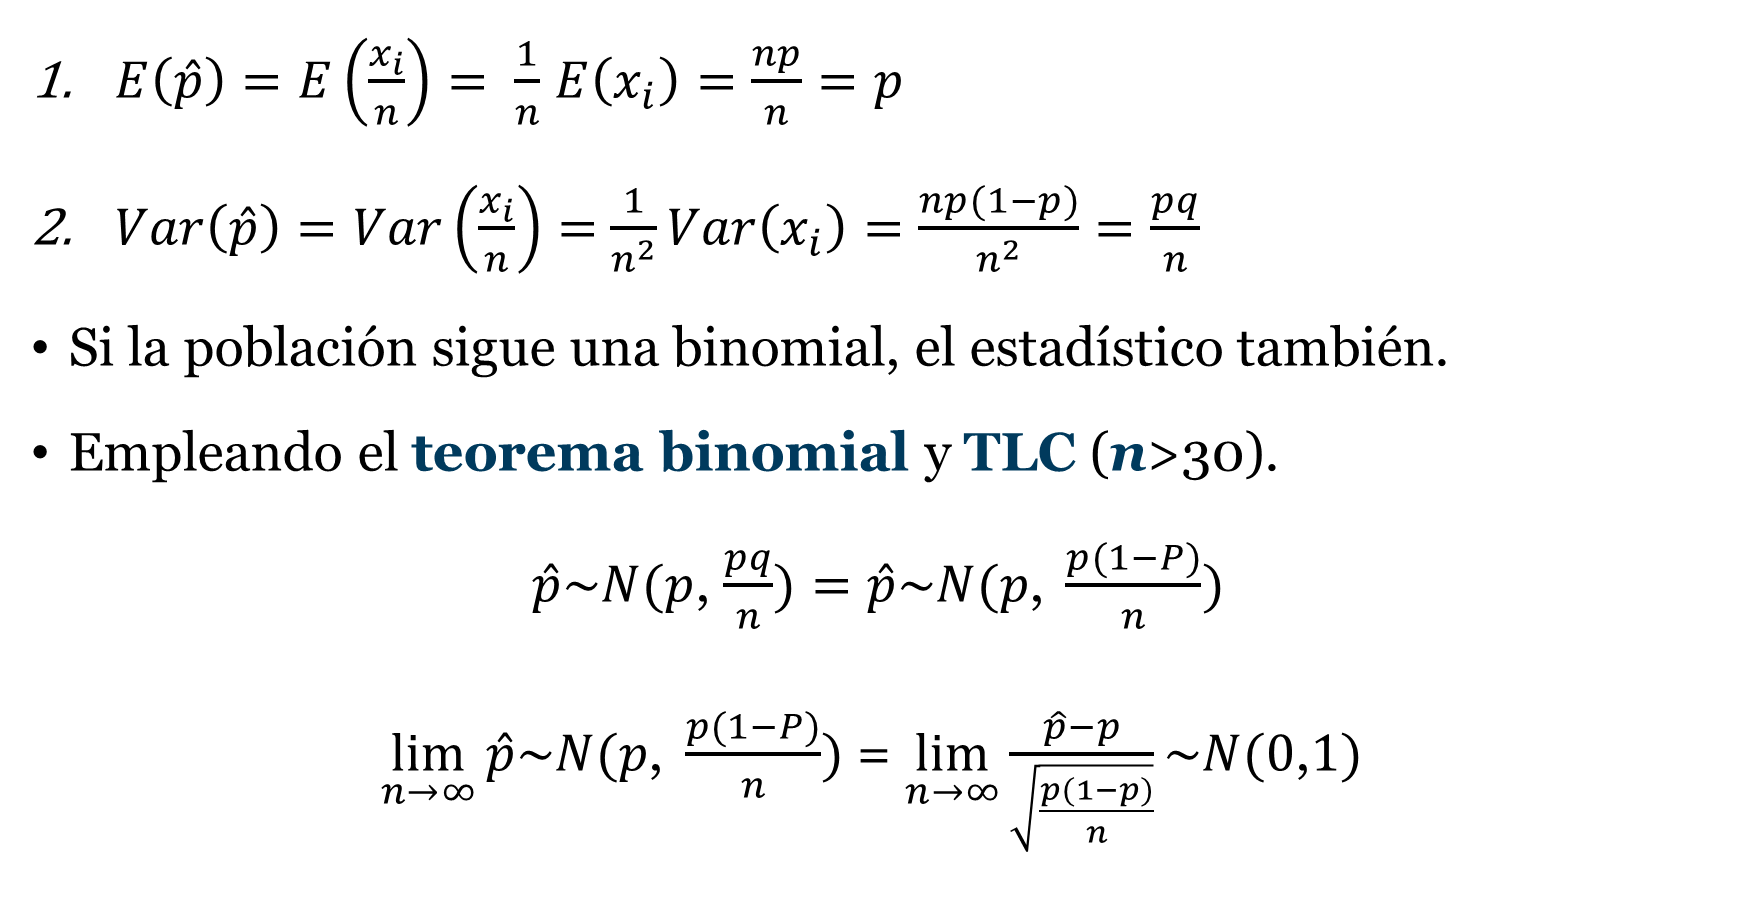 1. E(p̂) = E(xᵢ/n) = 1/n E(xᵢ) = np/n = p
2. Var(p̂) = Var(xᵢ/n) = 1/n² Var(xᵢ) = np(1−p)/n² = pq/n
• Si la población sigue una binomial, el estadístico también.
• Empleando el teorema binomial y TLC (n>30).
p̂~N(p, pq/n) = p̂~N(p, p(1−P)/n)
lim n→∞ p̂~N(p, p(1−P)/n) = lim n→∞ (p̂−p)/√(p(1−p)/n) ~N(0,1)